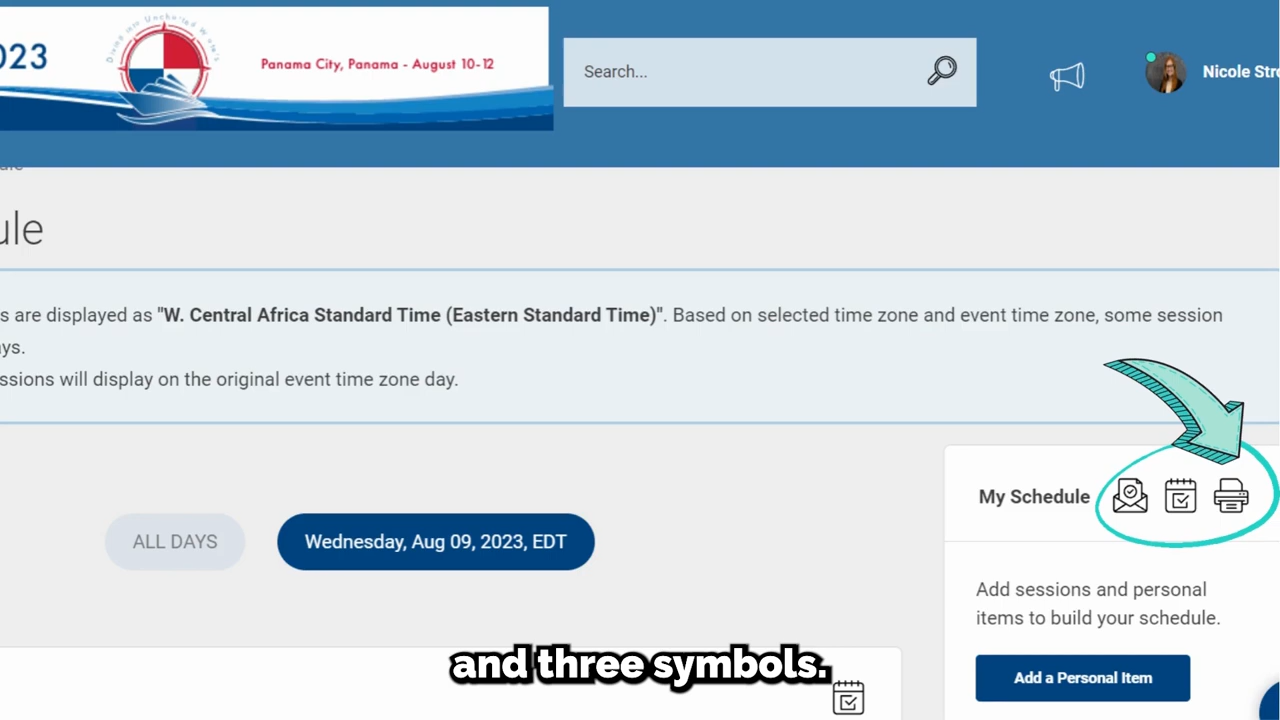 023
Panama City, Panama - August 10-12
Search...
Nicole Stro
ule
s are displayed as "W. Central Africa Standard Time (Eastern Standard Time)". Based on selected time zone and event time zone, some session
ays.
ssions will display on the original event time zone day.
My Schedule
ALL DAYS
Wednesday, Aug 09, 2023, EDT
Add sessions and personal
items to build your schedule.
Add a Personal Item
and three symbols.